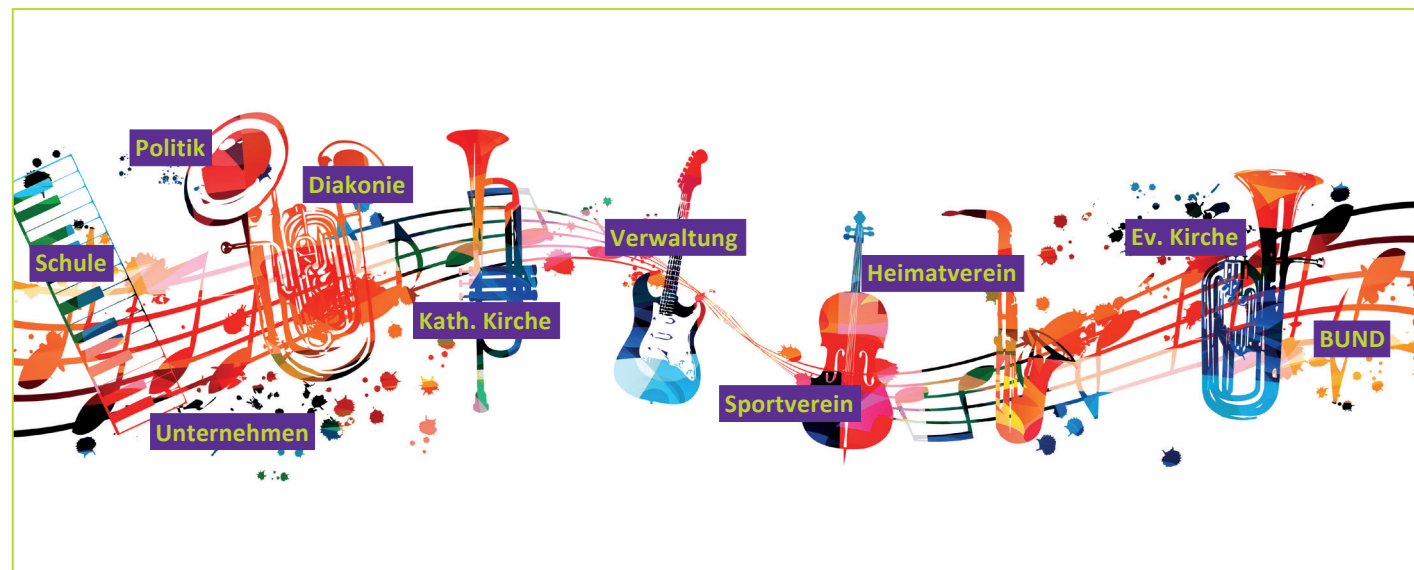 Politik
Diakonie
Schule
Unternehmen
Kath. Kirche
Verwaltung
Sportverein
Heimatverein
Ev. Kirche
BUND